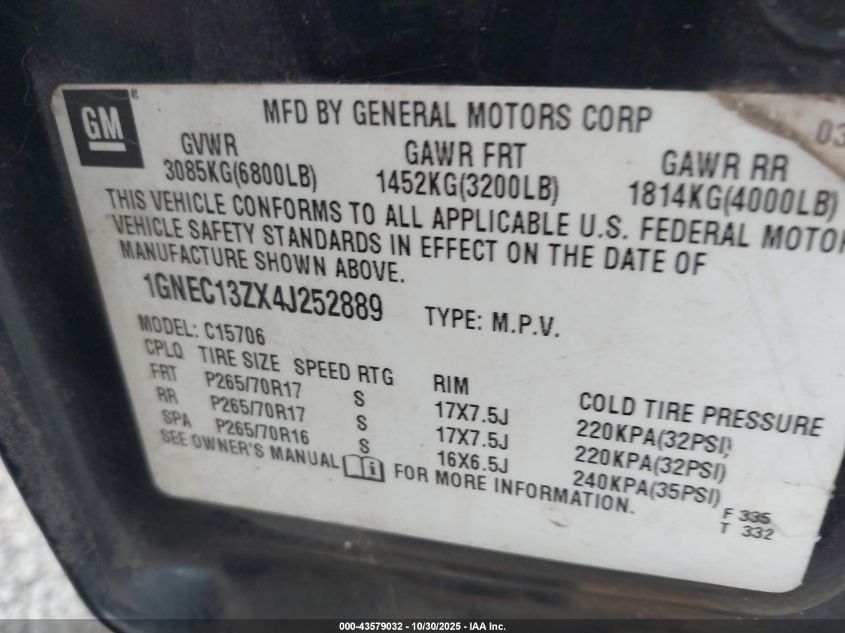 GM
MFD BY GENERAL MOTORS CORP
03
GVWR GAWR FRT GAWR RR
3085KG(6800LB) 1452KG(3200LB) 1814KG(4000LB)
THIS VEHICLE CONFORMS TO ALL APPLICABLE U.S. FEDERAL MOTOR
VEHICLE SAFETY STANDARDS IN EFFECT ON THE DATE OF
MANUFACTURE SHOWN ABOVE.
1GNEC13ZX4J252889 TYPE: M.P.V.
MODEL: C15706
CPLQ TIRE SIZE SPEED RTG RIM COLD TIRE PRESSURE
FRT P265/70R17 S 17X7.5J 220KPA(32PSI)
RR P265/70R17 S 17X7.5J 220KPA(32PSI)
SPA P265/70R16 S 16X6.5J 240KPA(35PSI)
SEE OWNER'S MANUAL FOR MORE INFORMATION.
F 335
T 332
000-43579032 - 10/30/2025 - IAA Inc.